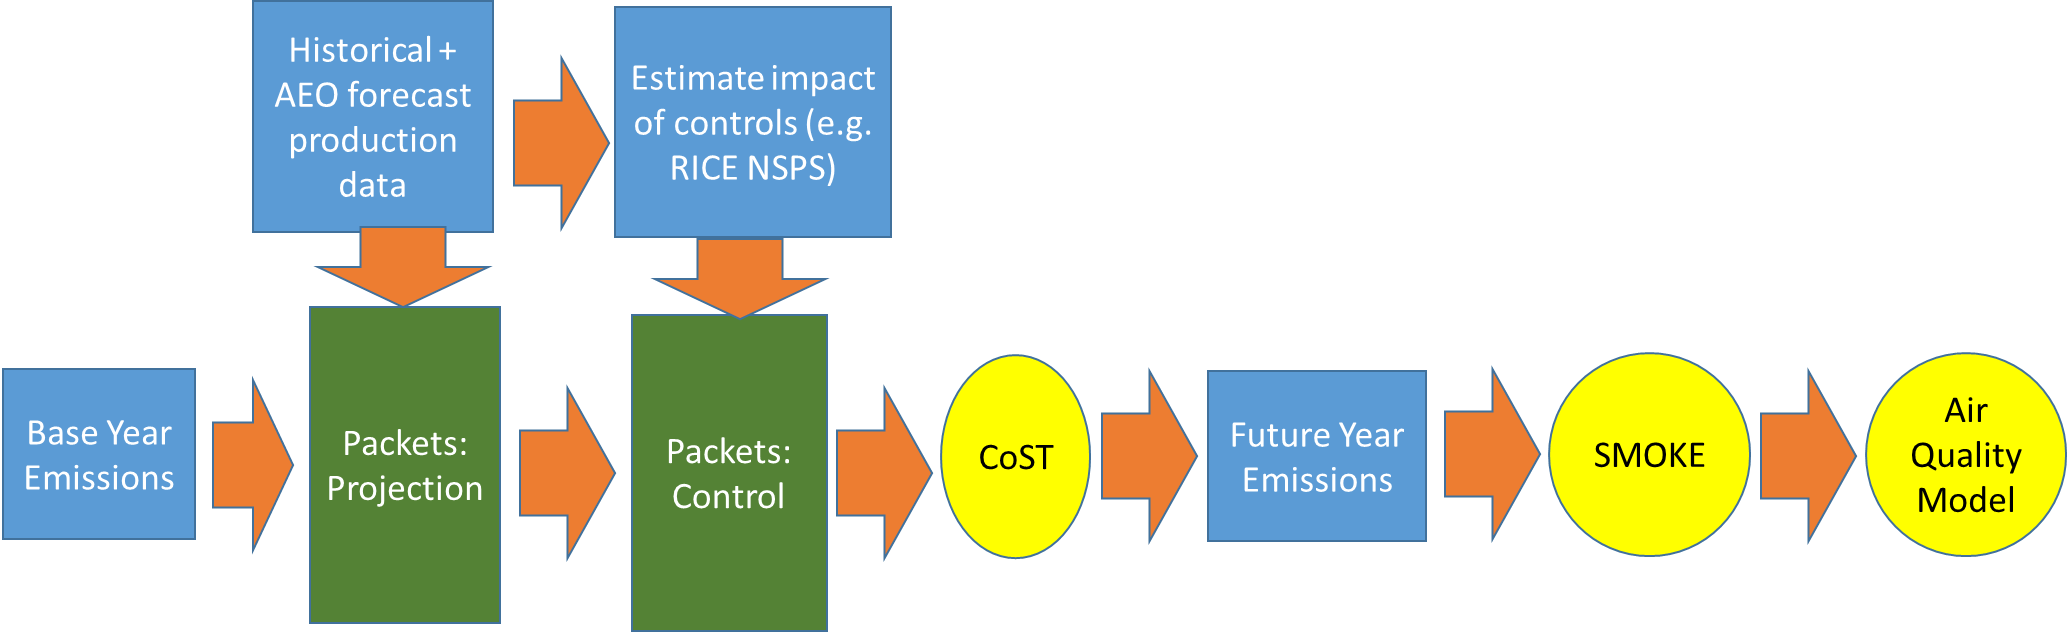 Historical +
AEO forecast
production
data
Estimate impact
of controls (e.g.
RICE NSPS)
Base Year
Emissions
Packets:
Projection
Packets:
Control
CoST
Future Year
Emissions
SMOKE
Air
Quality
Model